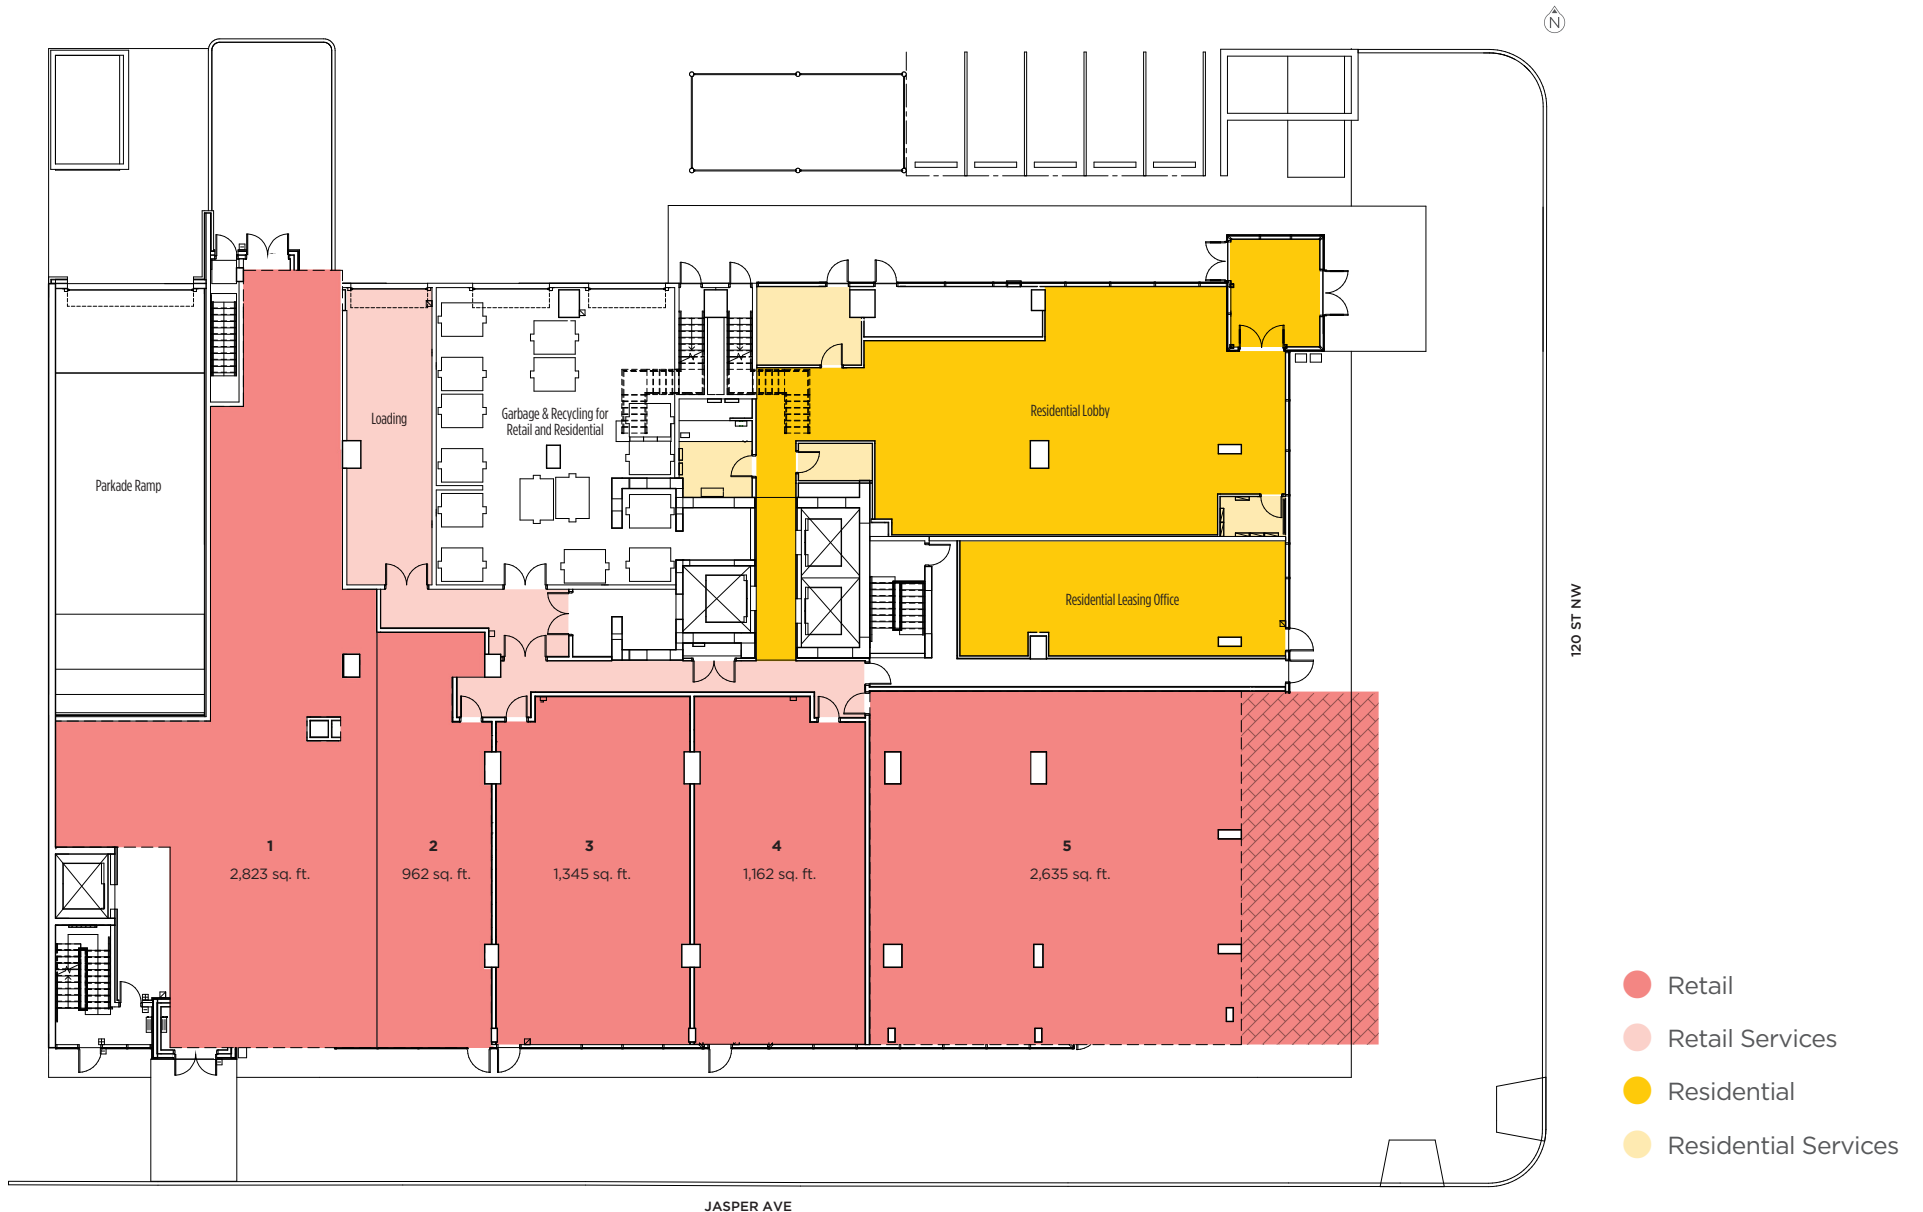 N
Loading
Garbage & Recycling for
Retail and Residential
Residential Lobby
Parkade Ramp
Residential Leasing Office
120 ST NW
1
2,823 sq. ft.
2
962 sq. ft.
3
1,345 sq. ft.
4
1,162 sq. ft.
5
2,635 sq. ft.
Retail
Retail Services
Residential
Residential Services
JASPER AVE